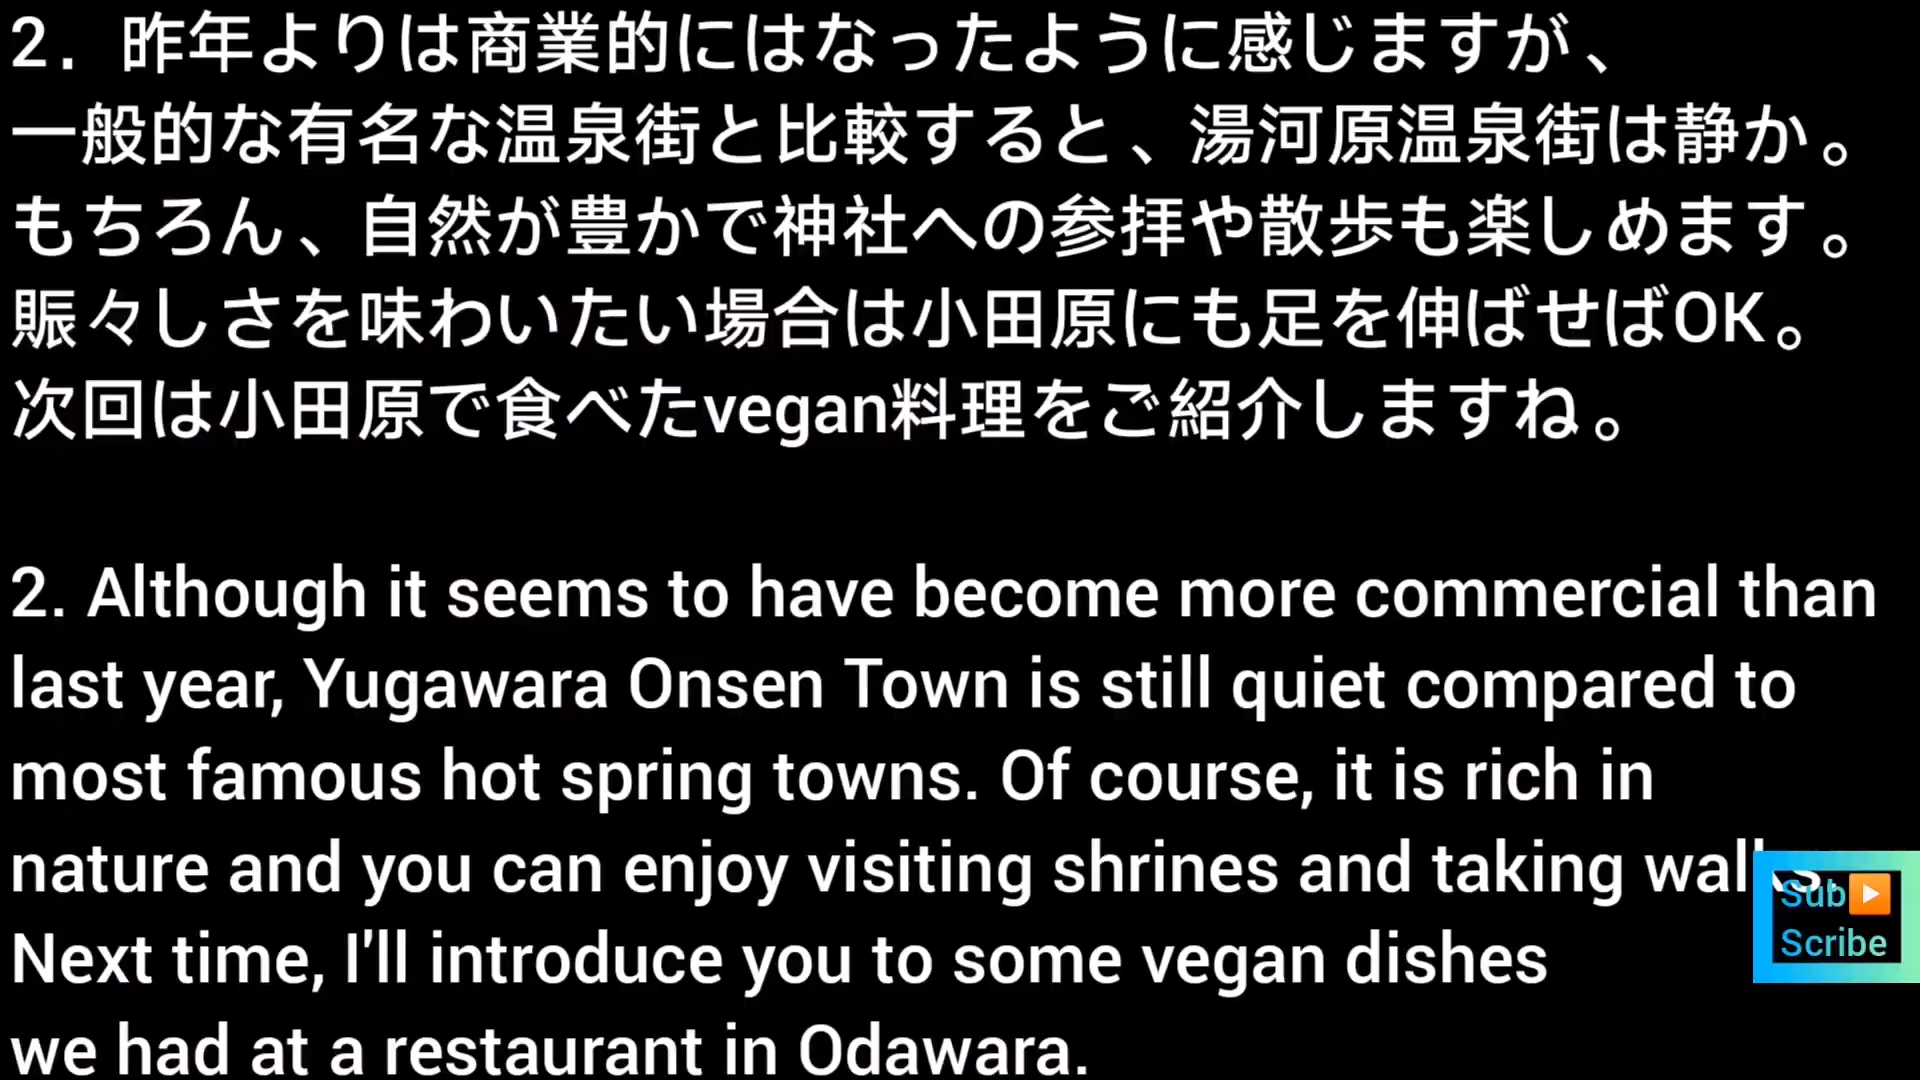 2．昨年よりは商業的にはなったように感じますが、
一般的な有名な温泉街と比較すると、湯河原温泉街は静か。
もちろん、自然が豊かで神社への参拝や散歩も楽しめます。
賑々しさを味わいたい場合は小田原にも足を伸ばせばOK。
次回は小田原で食べたvegan料理をご紹介しますね。
2. Although it seems to have become more commercial than
last year, Yugawara Onsen Town is still quiet compared to
most famous hot spring towns. Of course, it is rich in
nature and you can enjoy visiting shrines and taking walks.
Next time, I'll introduce you to some vegan dishes
we had at a restaurant in Odawara.
Sub
Scribe